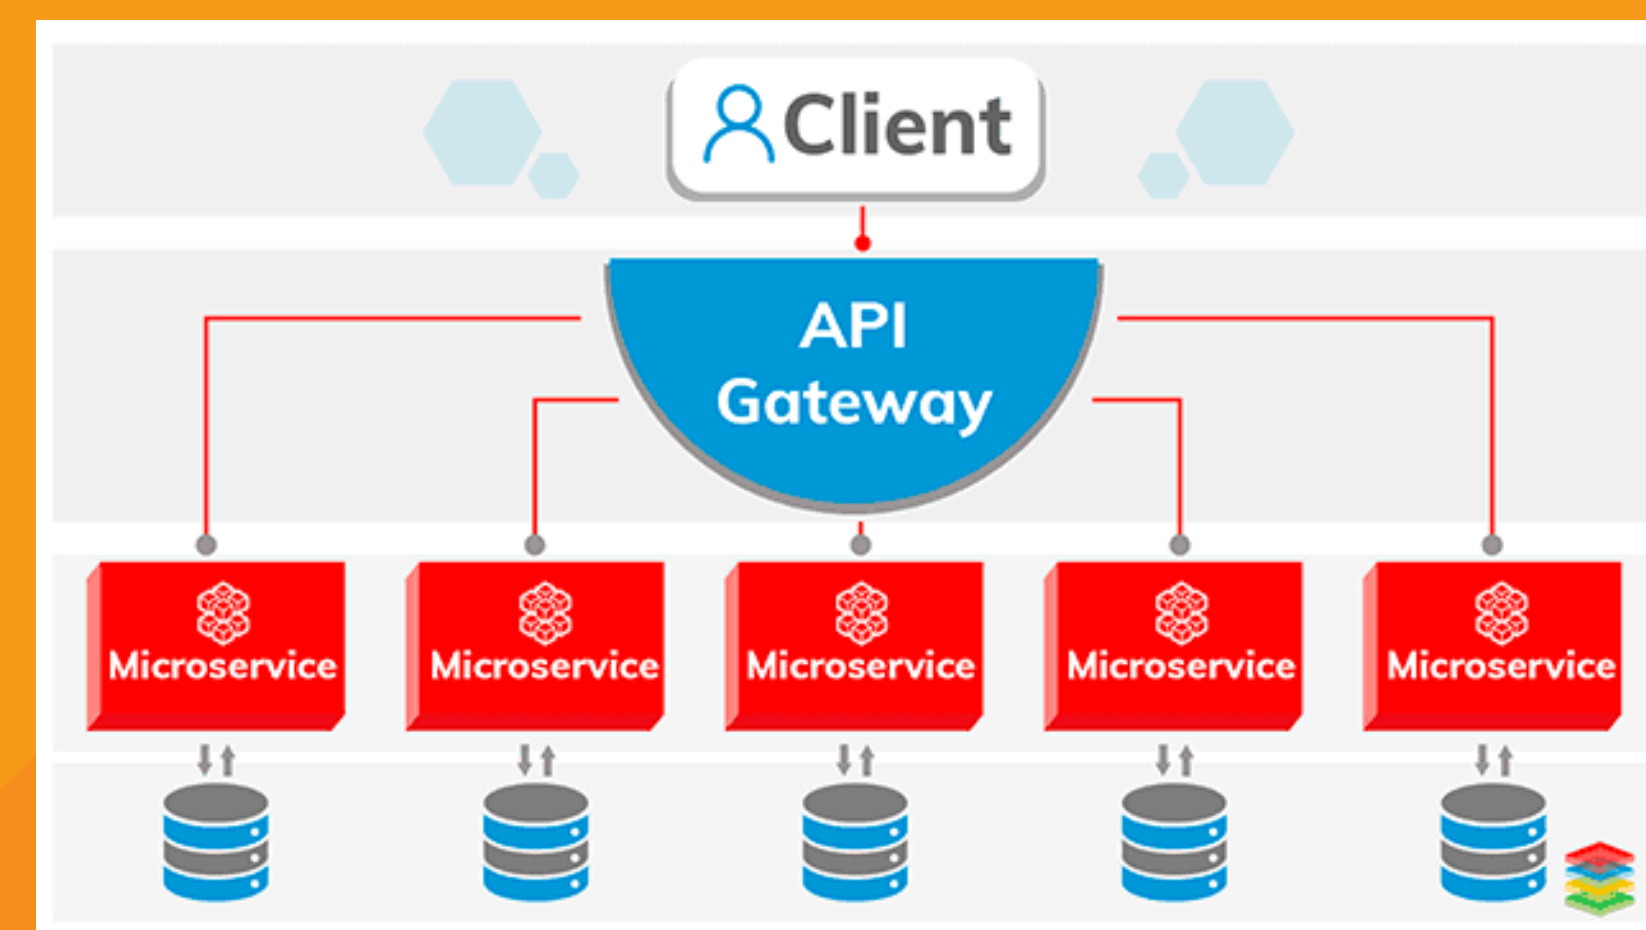 Client
API
Gateway
Microservice
Microservice
Microservice
Microservice
Microservice